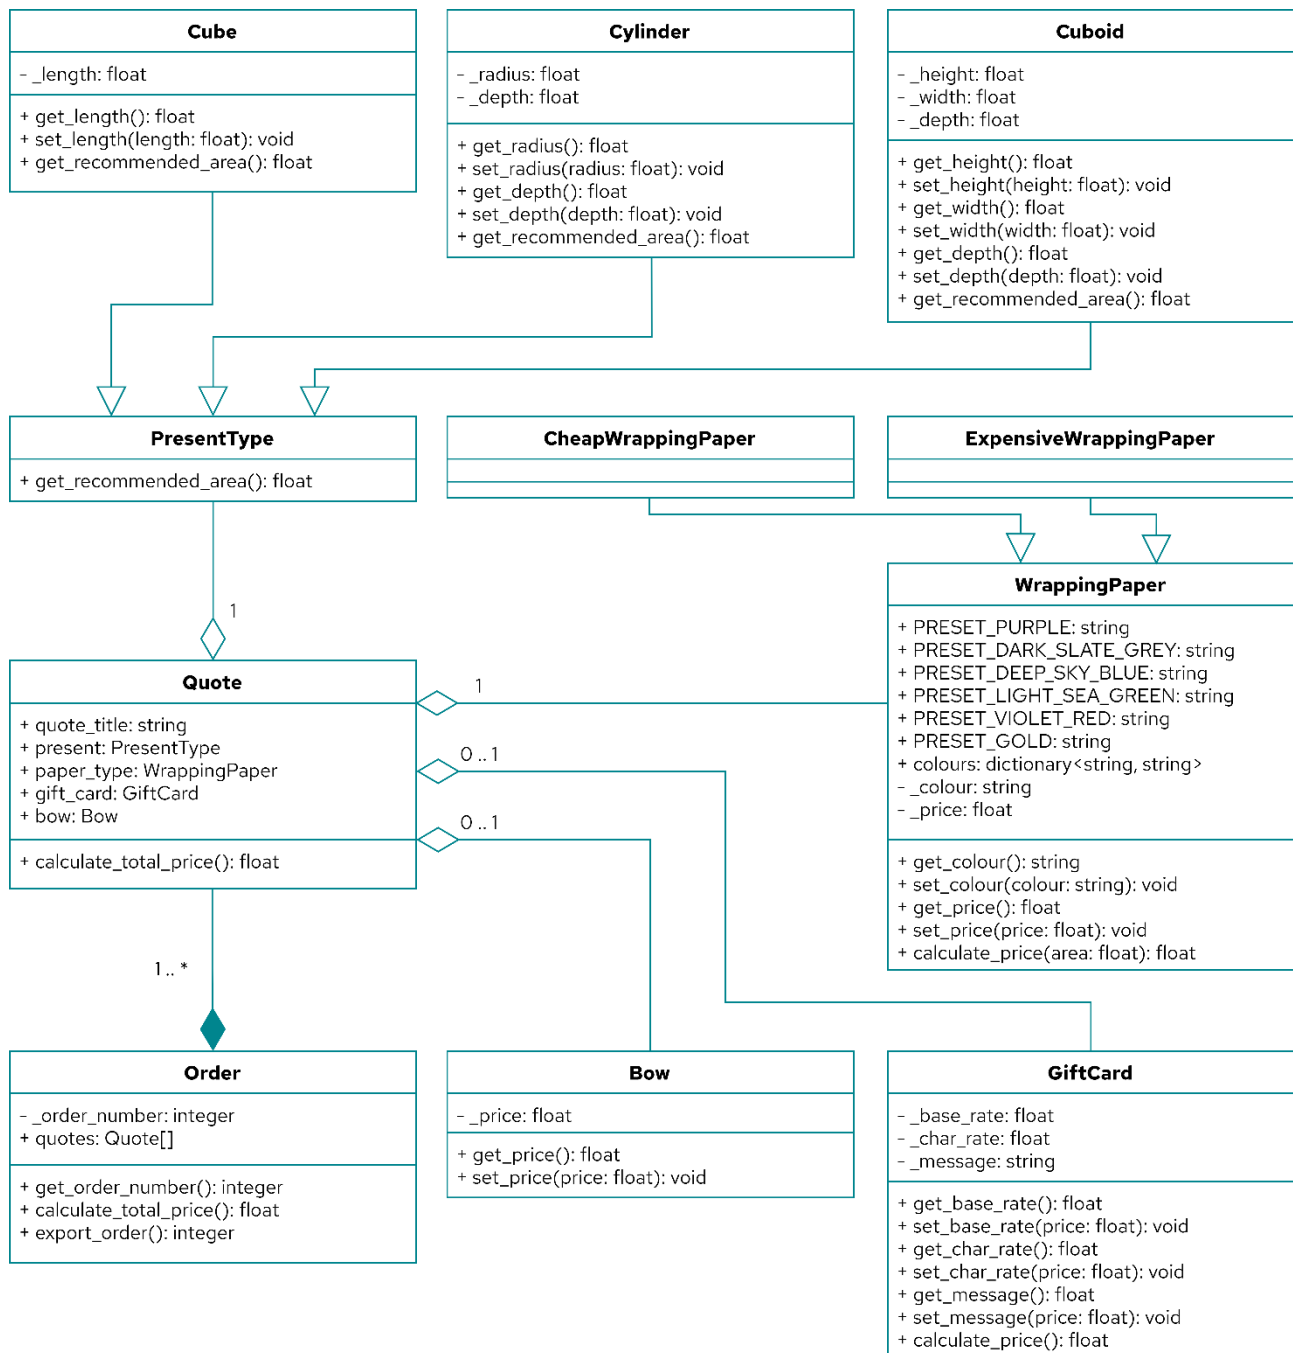 Cube
- _length: float
+ get_length(): float
+ set_length(length: float): void
+ get_recommended_area(): float
Cylinder
- _radius: float
- _depth: float
+ get_radius(): float
+ set_radius(radius: float): void
+ get_depth(): float
+ set_depth(depth: float): void
+ get_recommended_area(): float
Cuboid
- _height: float
- _width: float
- _depth: float
+ get_height(): float
+ set_height(height: float): void
+ get_width(): float
+ set_width(width: float): void
+ get_depth(): float
+ set_depth(depth: float): void
+ get_recommended_area(): float
PresentType
+ get_recommended_area(): float
CheapWrappingPaper
ExpensiveWrappingPaper
WrappingPaper
+ PRESET_PURPLE: string
+ PRESET_DARK_SLATE_GREY: string
+ PRESET_DEEP_SKY_BLUE: string
+ PRESET_LIGHT_SEA_GREEN: string
+ PRESET_VIOLET_RED: string
+ PRESET_GOLD: string
+ colours: dictionary<string, string>
- _colour: string
- _price: float
+ get_colour(): string
+ set_colour(colour: string): void
+ get_price(): float
+ set_price(price: float): void
+ calculate_price(area: float): float
1
Quote
+ quote_title: string
+ present: PresentType
+ paper_type: WrappingPaper
+ gift_card: GiftCard
+ bow: Bow
+ calculate_total_price(): float
1
0 .. 1
0 .. 1
1 .. *
Order
- _order_number: integer
+ quotes: Quote[]
+ get_order_number(): integer
+ calculate_total_price(): float
+ export_order(): integer
Bow
- _price: float
+ get_price(): float
+ set_price(price: float): void
GiftCard
- _base_rate: float
- _char_rate: float
- _message: string
+ get_base_rate(): float
+ set_base_rate(price: float): void
+ get_char_rate(): float
+ set_char_rate(price: float): void
+ get_message(): float
+ set_message(price: float): void
+ calculate_price(): float